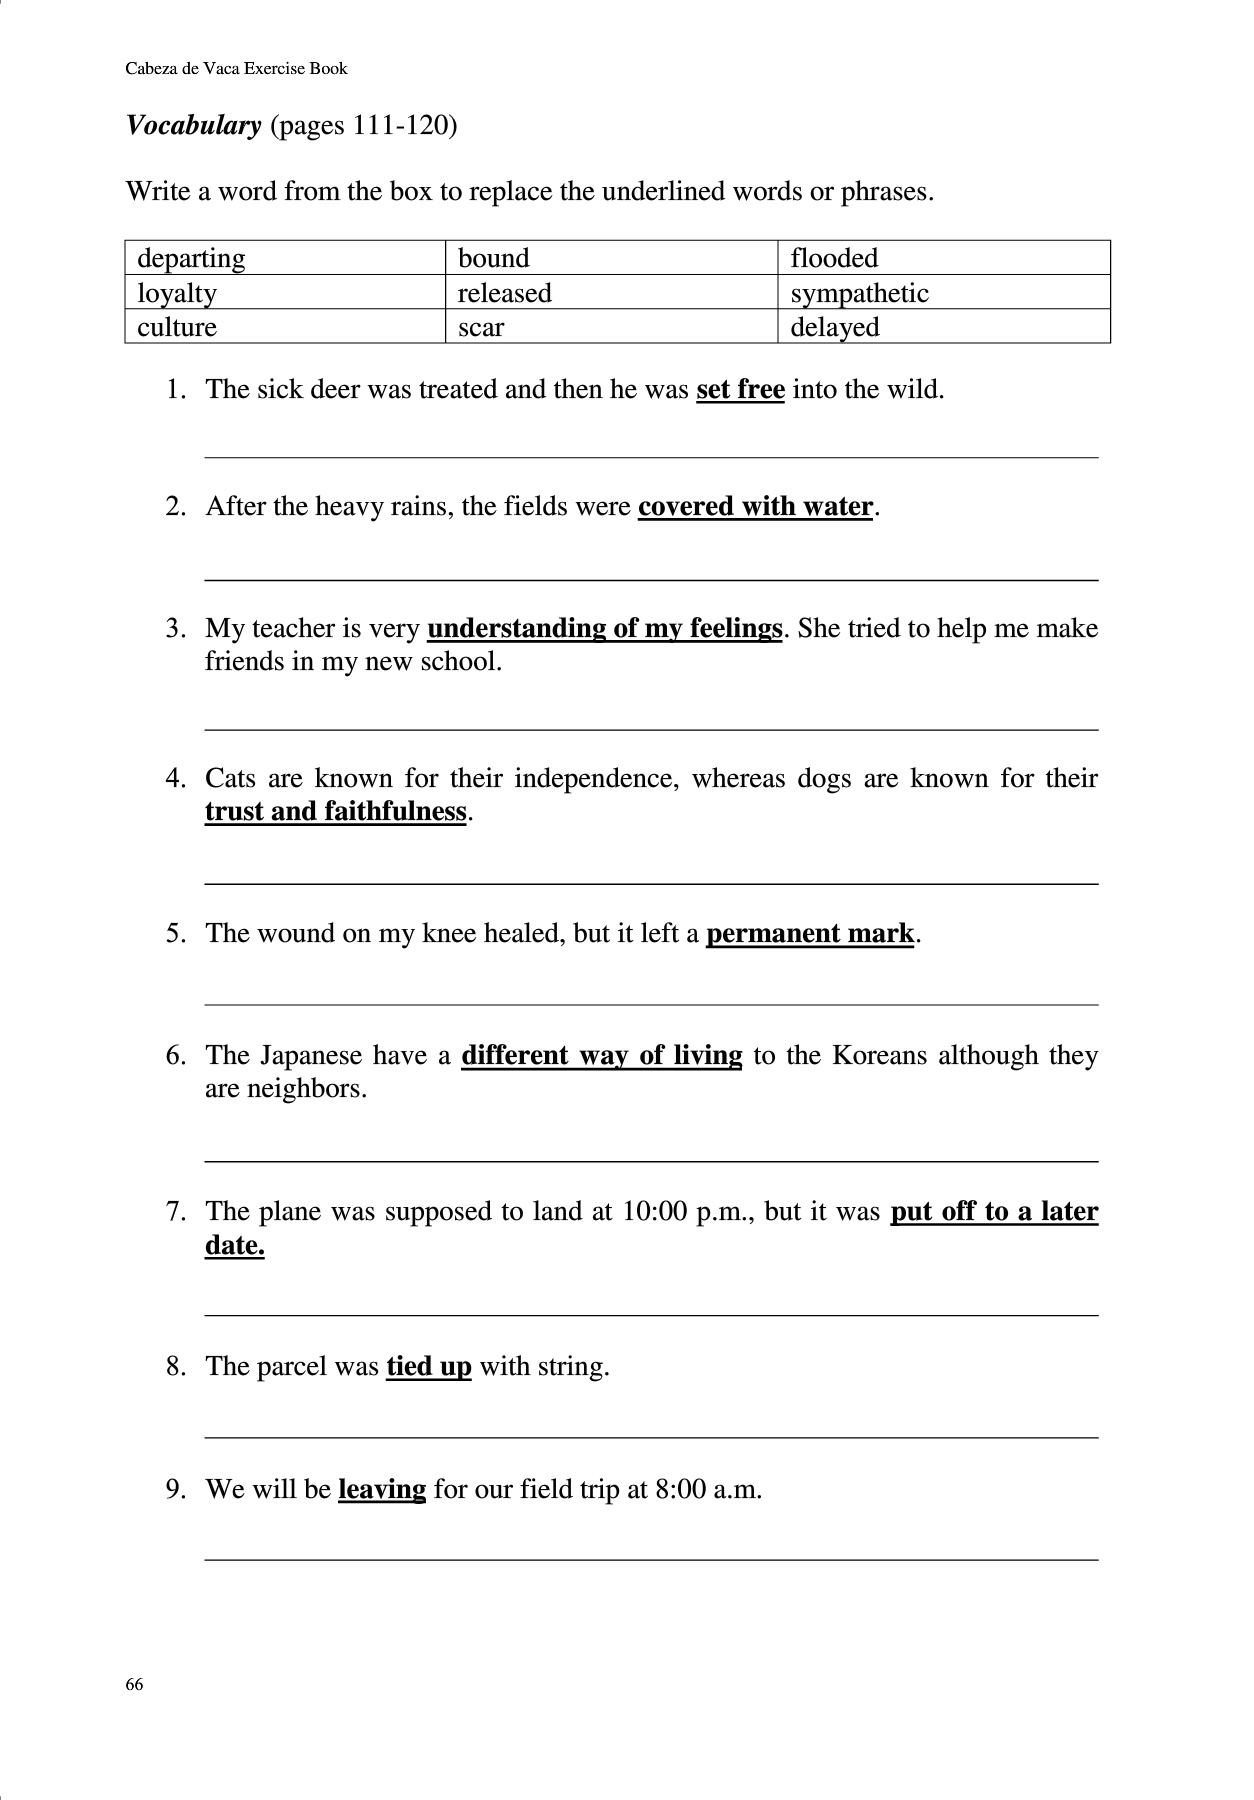 Cabeza de Vaca Exercise Book
Vocabulary (pages 111-120)
Write a word from the box to replace the underlined words or phrases.
departing bound flooded
loyalty released sympathetic
culture scar delayed
1. The sick deer was treated and then he was set free into the wild.
2. After the heavy rains, the fields were covered with water.
3. My teacher is very understanding of my feelings. She tried to help me make
friends in my new school.
4. Cats are known for their independence, whereas dogs are known for their
trust and faithfulness.
5. The wound on my knee healed, but it left a permanent mark.
6. The Japanese have a different way of living to the Koreans although they
are neighbors.
7. The plane was supposed to land at 10:00 p.m., but it was put off to a later
date.
8. The parcel was tied up with string.
9. We will be leaving for our field trip at 8:00 a.m.
66